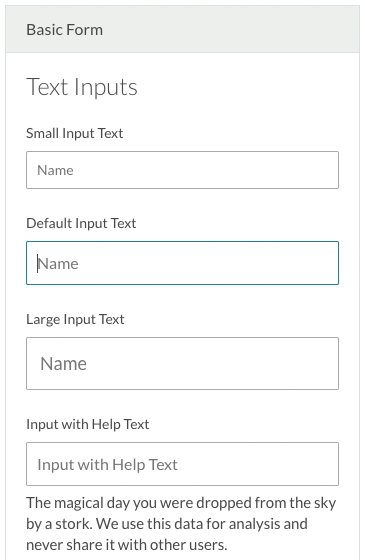 Basic Form
Text Inputs
Small Input Text
Name
Default Input Text
Name
Large Input Text
Name
Input with Help Text
Input with Help Text
The magical day you were dropped from the sky
by a stork. We use this data for analysis and
never share it with other users.